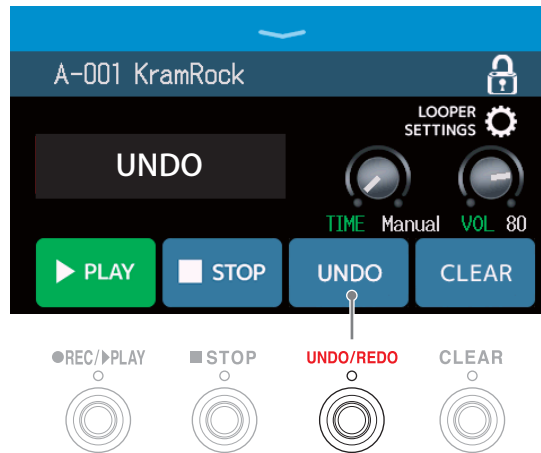 A-001 KramRock
LOOPER
SETTINGS
UNDO
TIME Manual VOL 80
▶ PLAY ■ STOP UNDO CLEAR
●REC/▶PLAY ■STOP UNDO/REDO CLEAR